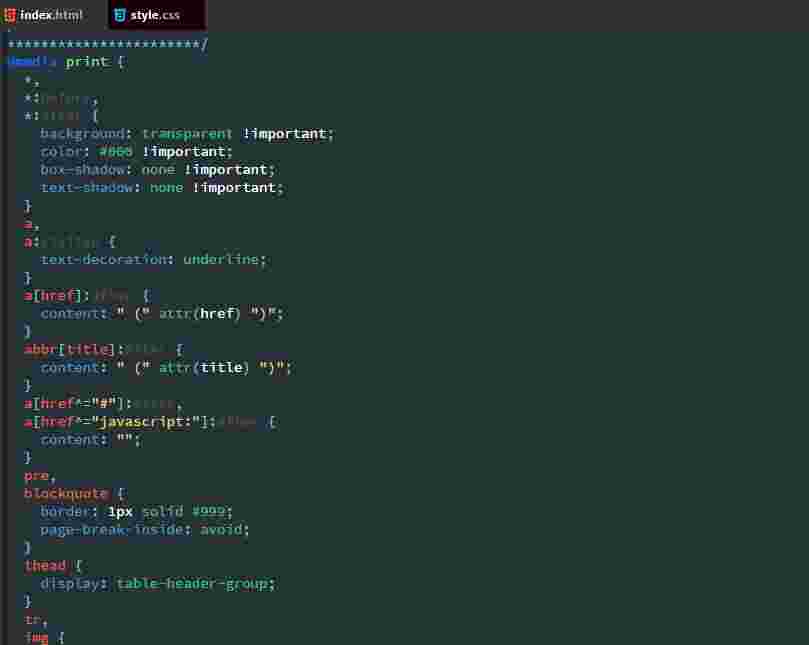 index.html
style.css
************************/
@media print {
*,
*:before,
*:after {
background: transparent !important;
color: #000 !important;
box-shadow: none !important;
text-shadow: none !important;
}
a,
a:visited {
text-decoration: underline;
}
a[href]:after {
content: " (" attr(href) ")";
}
abbr[title]:after {
content: " (" attr(title) ")";
}
a[href^="#"]:after,
a[href^="javascript:"]:after {
content: "";
}
pre,
blockquote {
border: 1px solid #999;
page-break-inside: avoid;
}
thead {
display: table-header-group;
}
tr,
img {